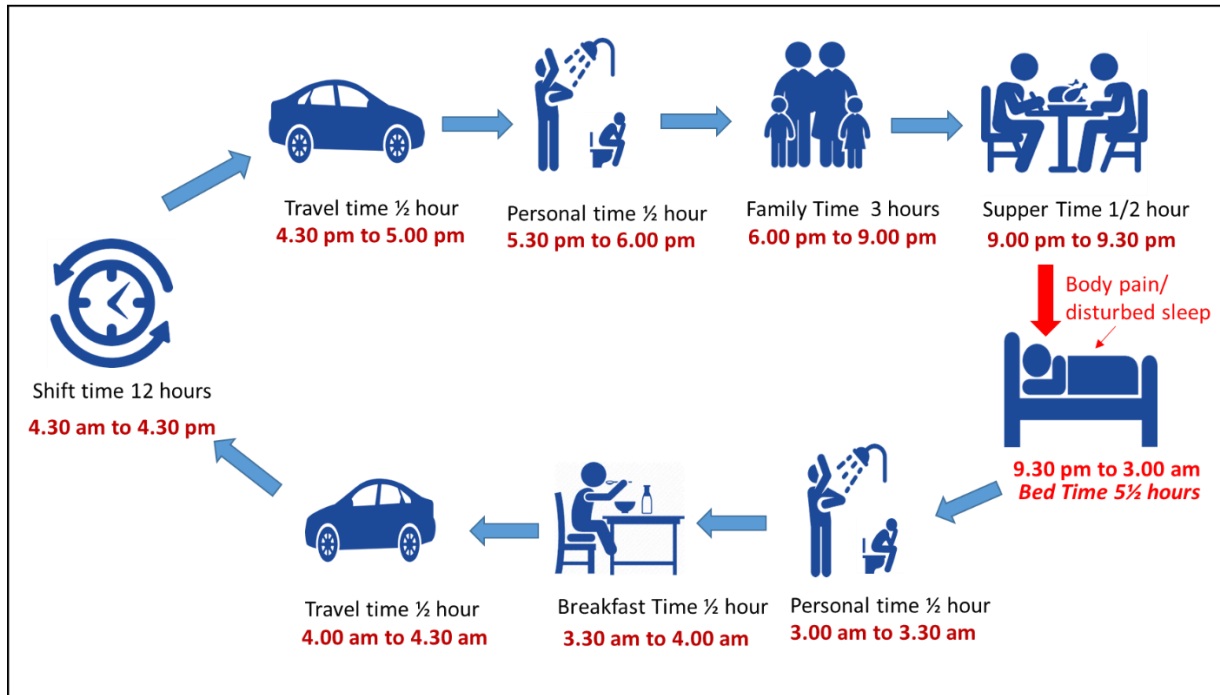 Travel time ½ hour
4.30 pm to 5.00 pm
Personal time ½ hour
5.30 pm to 6.00 pm
Family Time  3 hours
6.00 pm to 9.00 pm
Supper Time 1/2 hour
9.00 pm to 9.30 pm
Body pain/
disturbed sleep
9.30 pm to 3.00 am
Bed Time 5½ hours
Personal time ½ hour
3.00 am to 3.30 am
Breakfast Time ½ hour
3.30 am to 4.00 am
Travel time ½ hour
4.00 am to 4.30 am
Shift time 12 hours
4.30 am to 4.30 pm